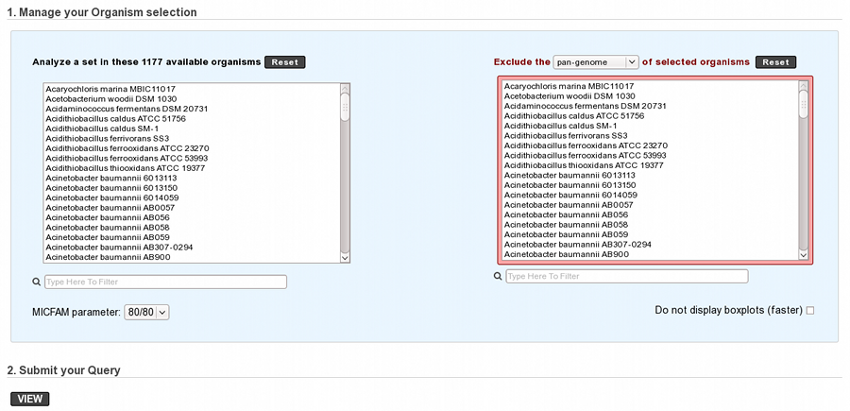 1. Manage your Organism selection
Analyze a set in these 1177 available organisms Reset
Acaryochloris marina MBIC11017
Acetobacterium woodii DSM 1030
Acidaminococcus fermentans DSM 20731
Acidithiobacillus caldus ATCC 51756
Acidithiobacillus caldus SM-1
Acidithiobacillus ferrivorans SS3
Acidithiobacillus ferrooxidans ATCC 23270
Acidithiobacillus ferrooxidans ATCC 53993
Acidithiobacillus thiooxidans ATCC 19377
Acinetobacter baumannii 6013113
Acinetobacter baumannii 6013150
Acinetobacter baumannii 6014059
Acinetobacter baumannii AB0057
Acinetobacter baumannii AB056
Acinetobacter baumannii AB058
Acinetobacter baumannii AB059
Acinetobacter baumannii AB307-0294
Acinetobacter baumannii AB900
Type Here To Filter
MICFAM parameter: 80/80
Exclude the pan-genome of selected organisms Reset
Acaryochloris marina MBIC11017
Acetobacterium woodii DSM 1030
Acidaminococcus fermentans DSM 20731
Acidithiobacillus caldus ATCC 51756
Acidithiobacillus caldus SM-1
Acidithiobacillus ferrivorans SS3
Acidithiobacillus ferrooxidans ATCC 23270
Acidithiobacillus ferrooxidans ATCC 53993
Acidithiobacillus thiooxidans ATCC 19377
Acinetobacter baumannii 6013113
Acinetobacter baumannii 6013150
Acinetobacter baumannii 6014059
Acinetobacter baumannii AB0057
Acinetobacter baumannii AB056
Acinetobacter baumannii AB058
Acinetobacter baumannii AB059
Acinetobacter baumannii AB307-0294
Acinetobacter baumannii AB900
Type Here To Filter
Do not display boxplots (faster)
2. Submit your Query
VIEW